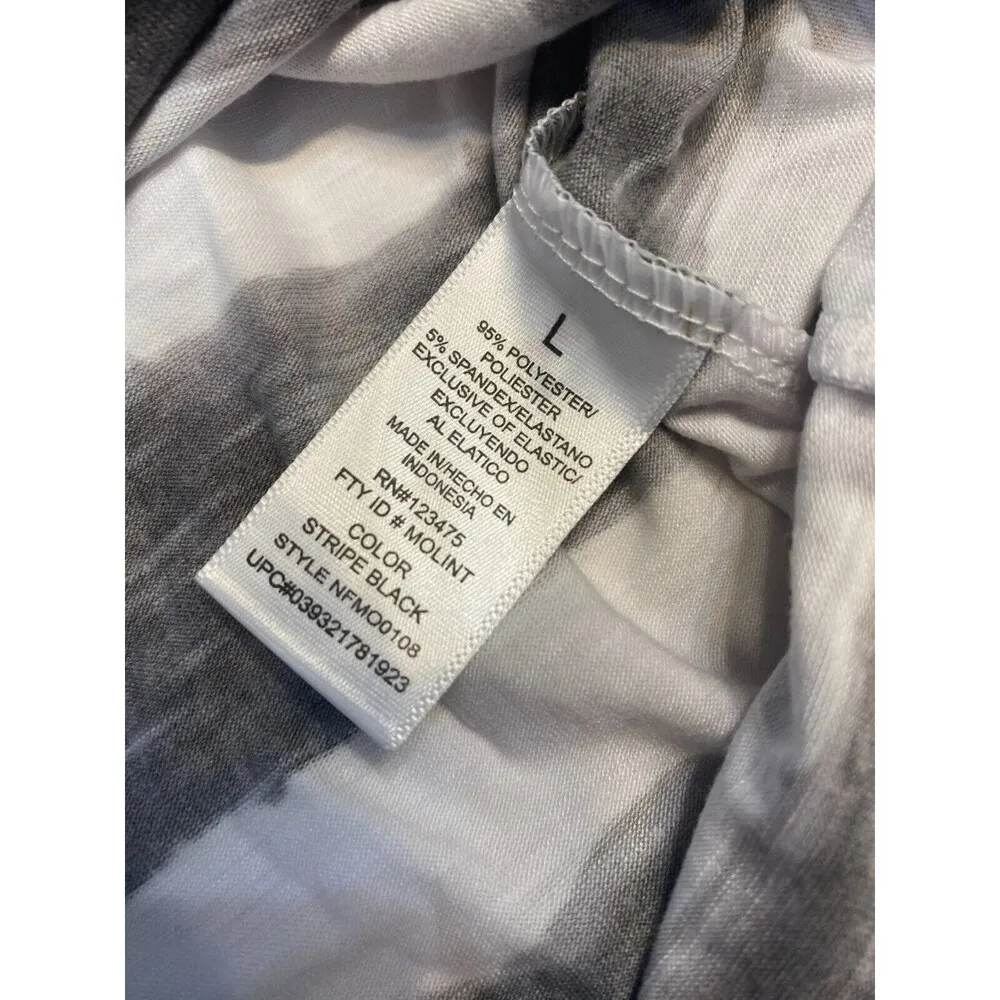 L
95% POLYESTER/
POLIESTER
5% SPANDEX/ELASTANO
EXCLUSIVE OF ELASTIC/
EXCLUYENDO
AL ELATICO
MADE IN/HECHO EN
INDONESIA
RN#123475
FTY ID # MOLINT
COLOR
STRIPE BLACK
STYLE NFMO0108
UPC#039321781923